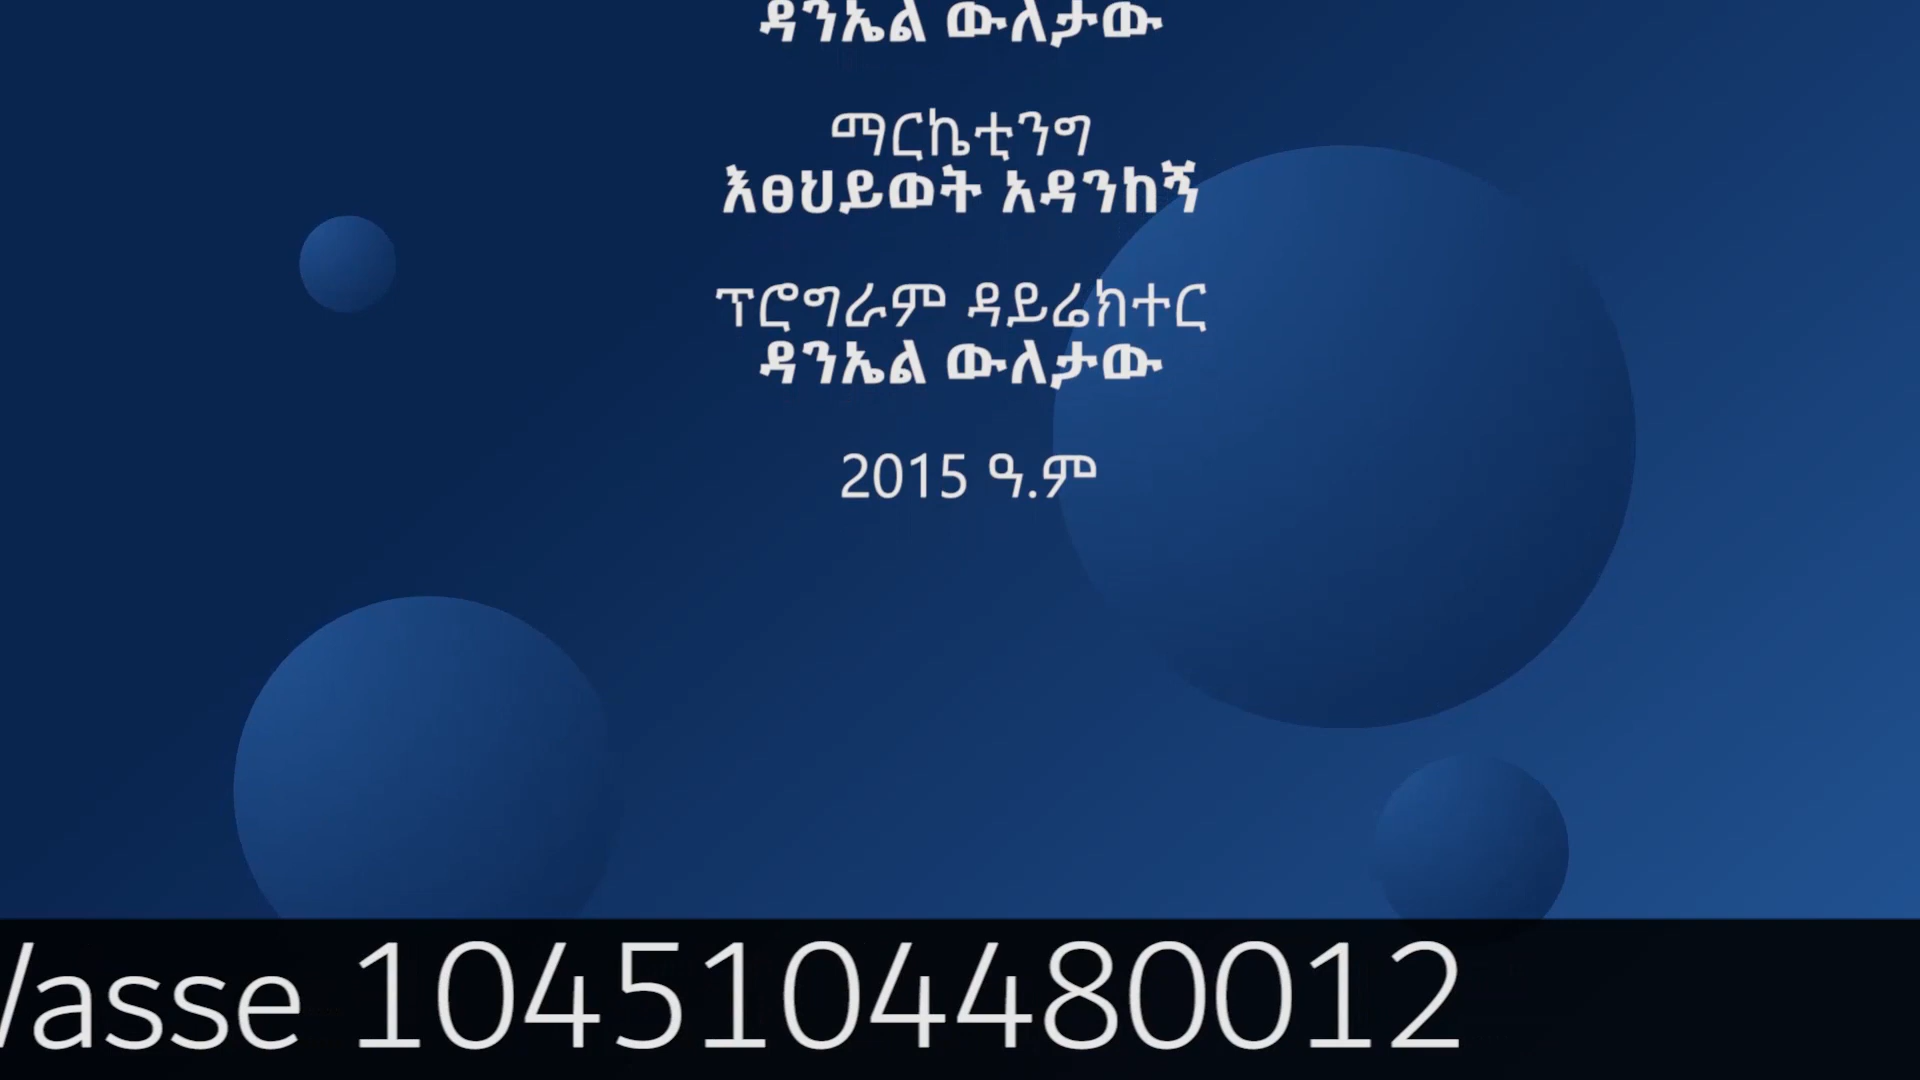 ዳንኤል ውለታው
ማርኬቲንግ
እፀህይወት አዳንከኝ
ፕሮግራም ዳይሬክተር
ዳንኤል ውለታው
2015 ዓ.ም
asse 1045104480012